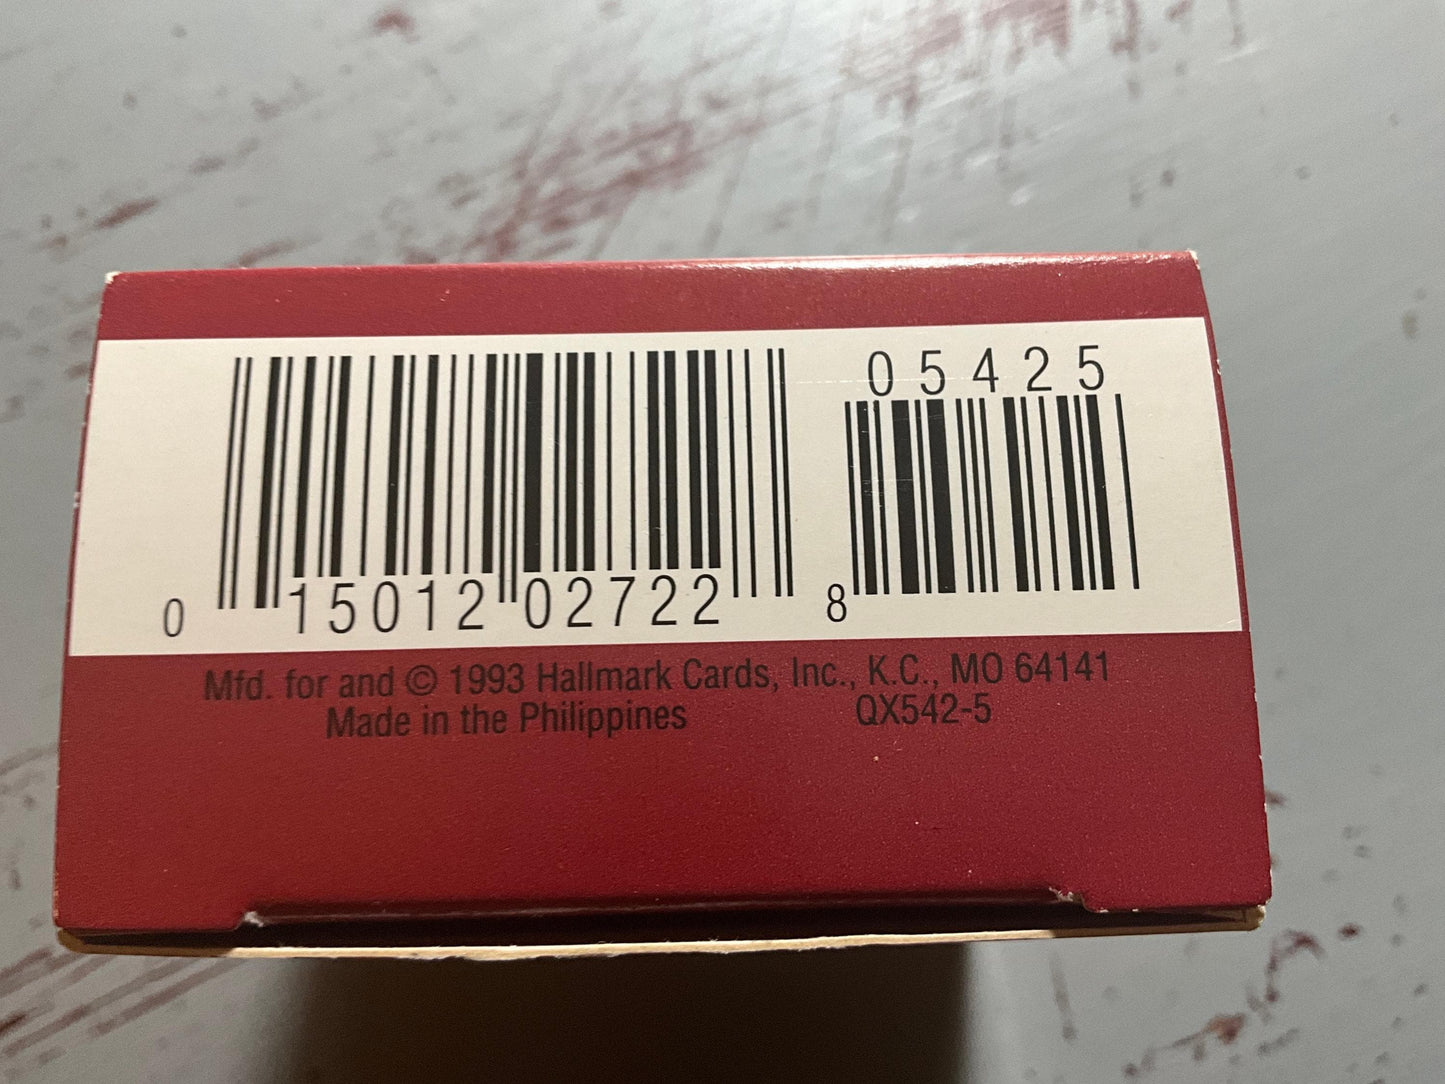 05425
0 15012 02722 8
Mfd. for and © 1993 Hallmark Cards, Inc., K.C., MO 64141
Made in the Philippines QX542-5